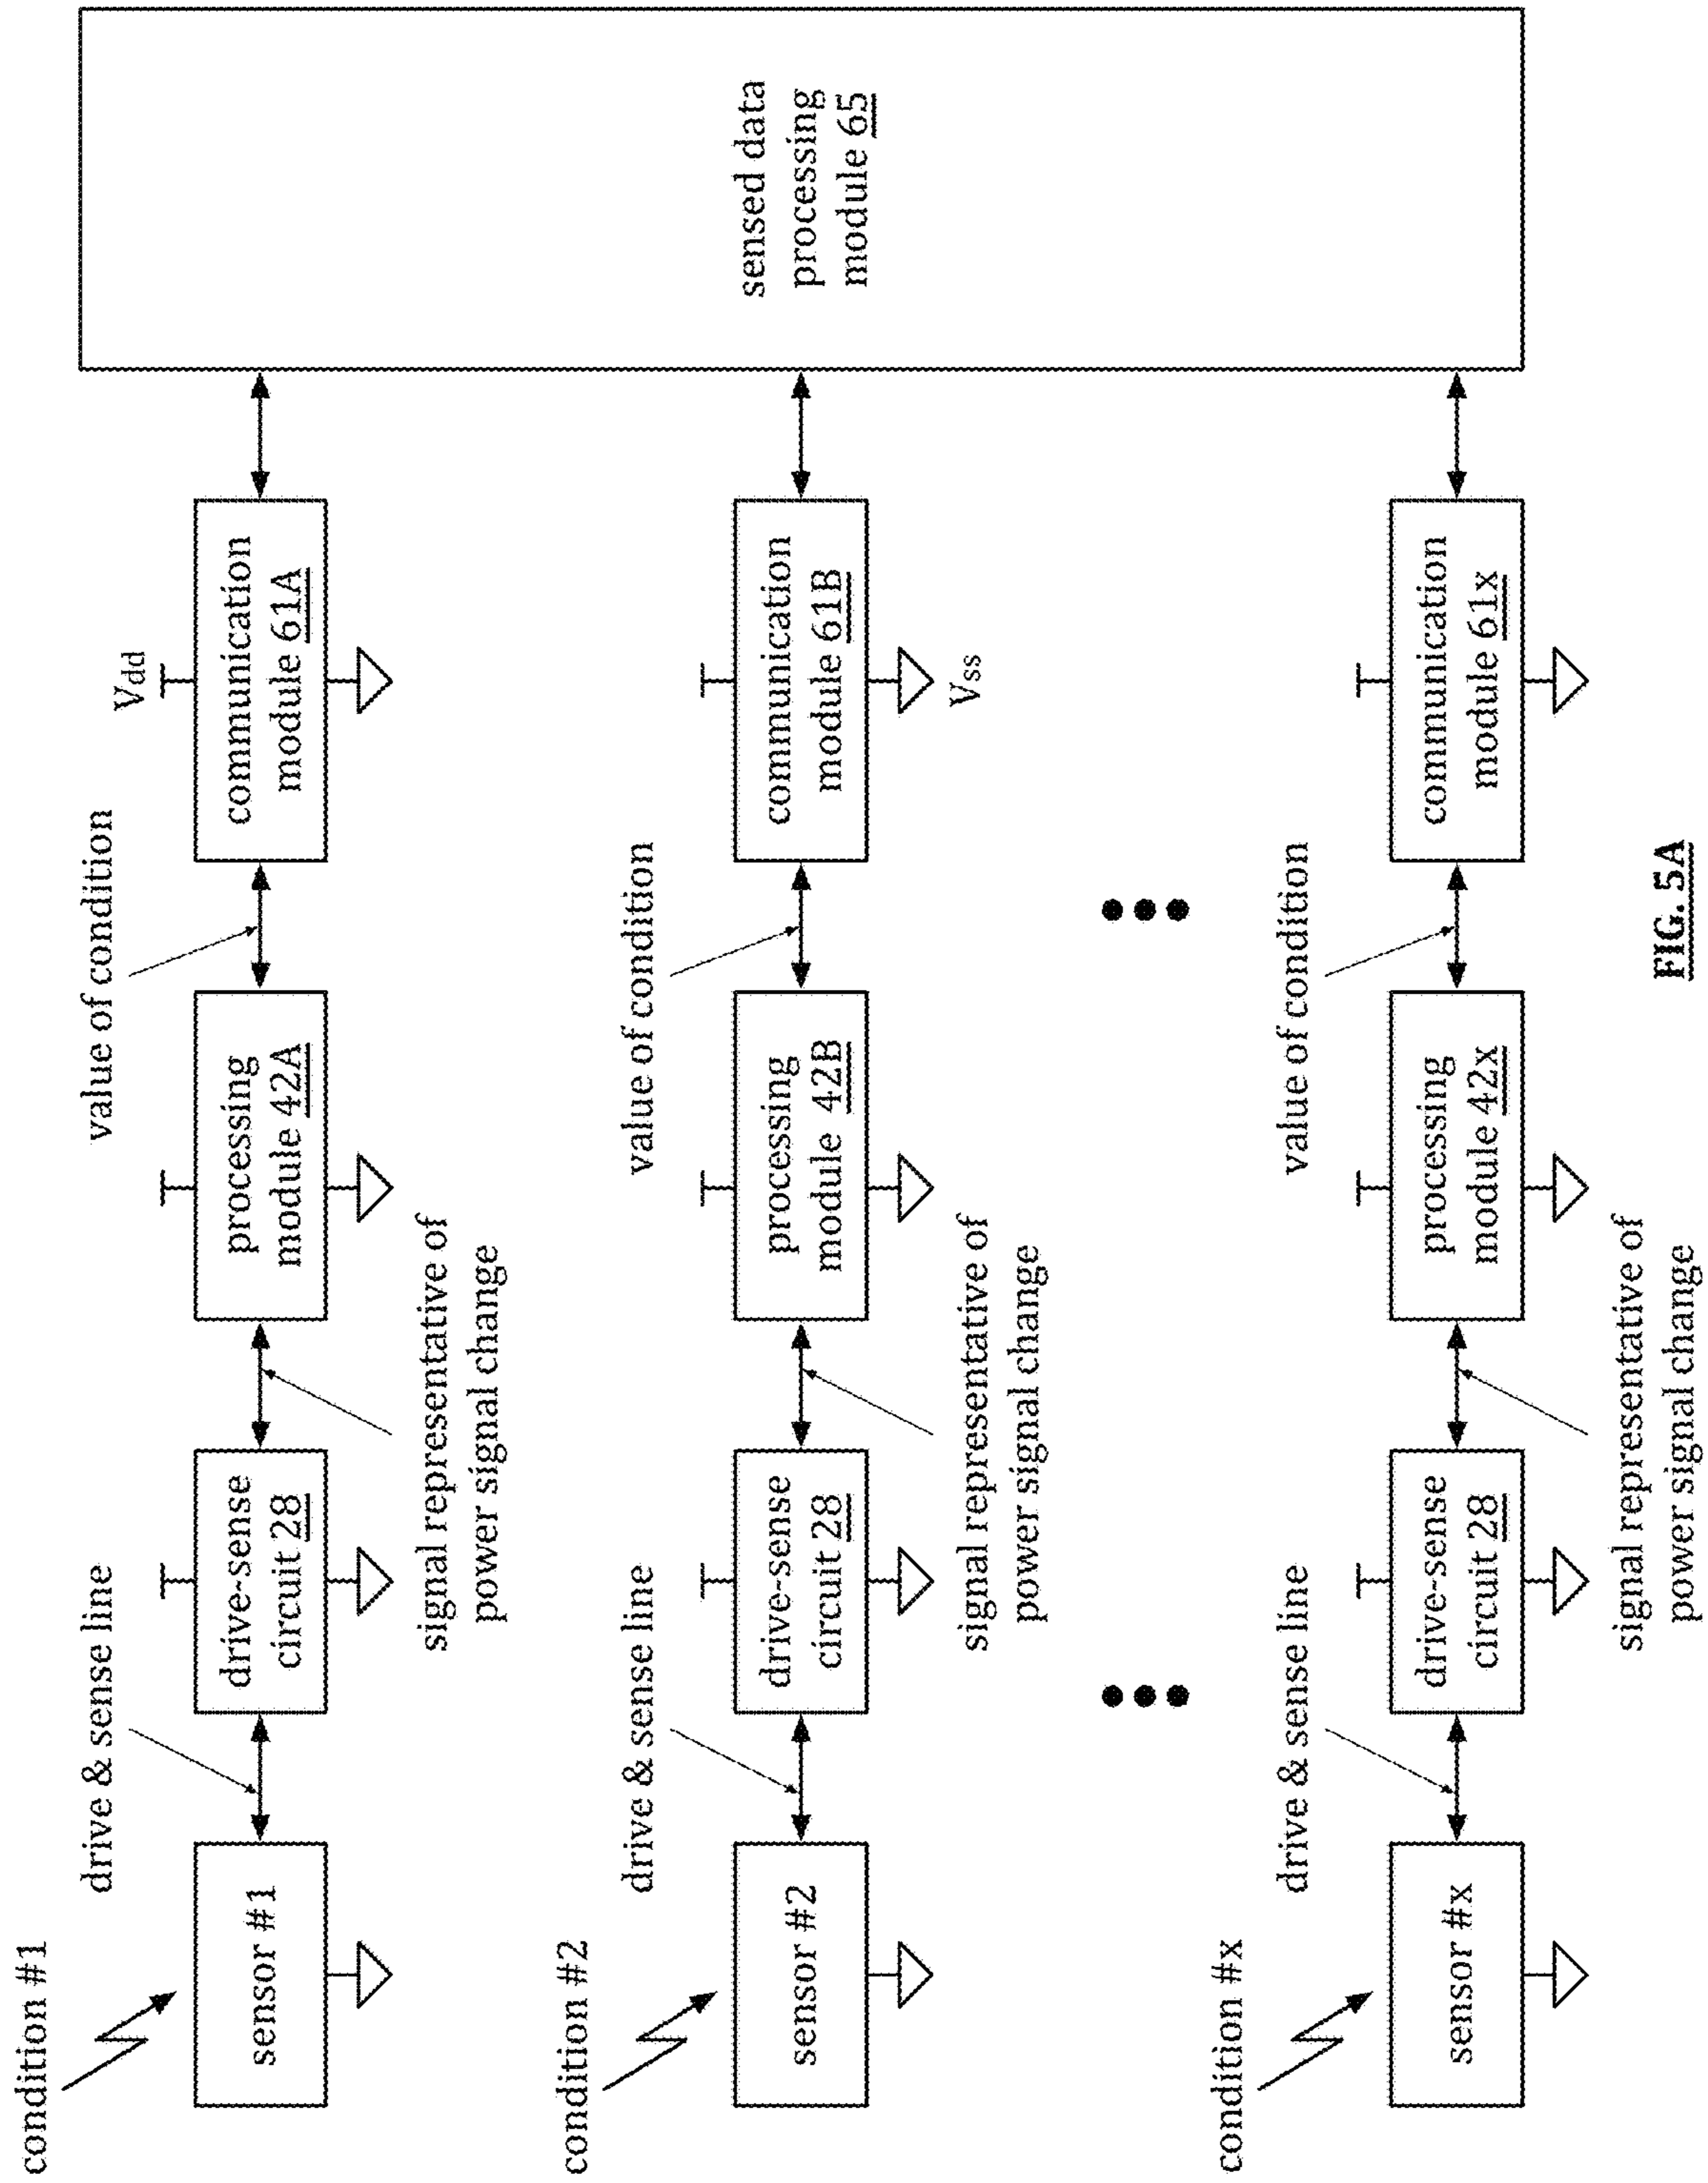 condition #1
sensor #1
drive & sense line
drive-sense
circuit 28
signal representative of
power signal change
processing
module 42A
value of condition
Vdd
communication
module 61A
condition #2
sensor #2
drive & sense line
drive-sense
circuit 28
signal representative of
power signal change
processing
module 42B
value of condition
communication
module 61B
Vss
condition #x
sensor #x
drive & sense line
drive-sense
circuit 28
signal representative of
power signal change
processing
module 42x
value of condition
communication
module 61x
sensed data
processing
module 65
FIG. 5A